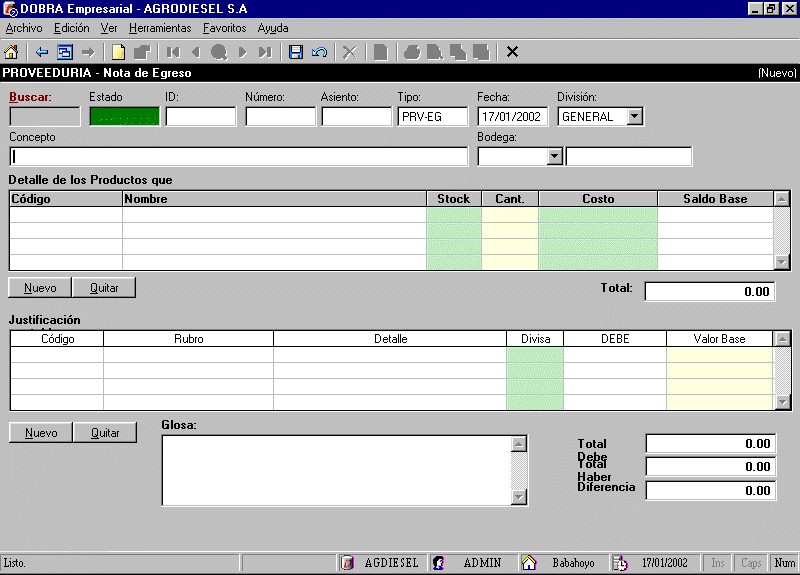 DOBRA Empresarial - AGRODIESEL S.A
Archivo Edición Ver Herramientas Favoritos Ayuda
PROVEEDURIA - Nota de Egreso (Nuevo)
Buscar: Estado ID: Número: Asiento: Tipo: Fecha: División:
PRV-EG 17/01/2002 GENERAL
Concepto Bodega:
Detalle de los Productos que
Código Nombre Stock Cant. Costo Saldo Base
Nuevo Quitar Total: 0.00
Justificación
Código Rubro Detalle Divisa DEBE Valor Base
Nuevo Quitar Glosa:
Total Debe 0.00
Total Haber 0.00
Diferencia 0.00
Listo. AGDIESEL ADMIN Babahoyo 17/01/2002 Ins Caps Num